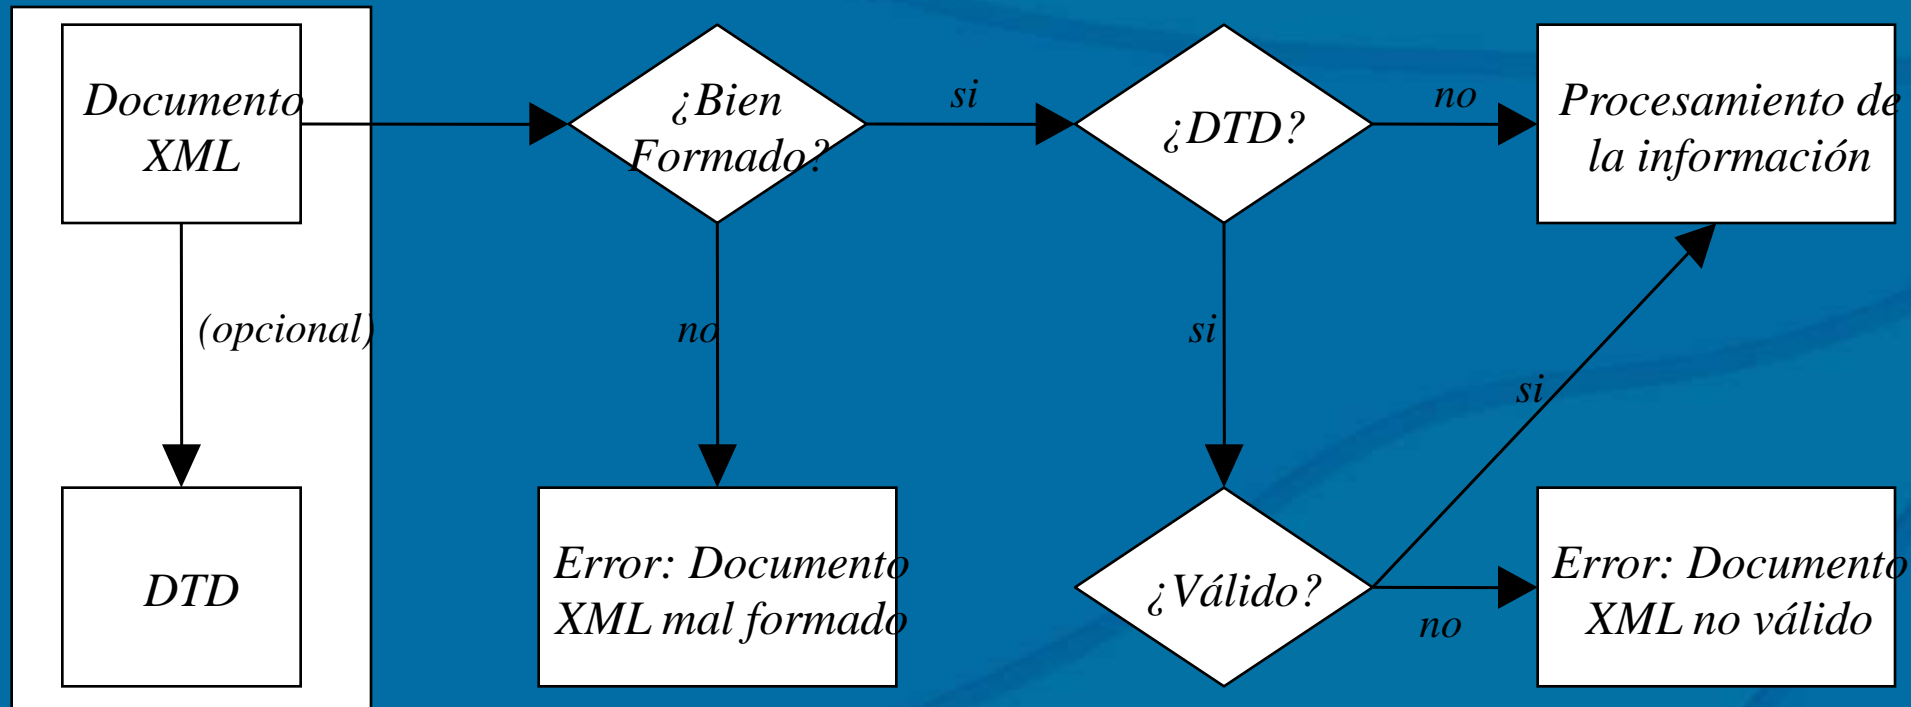 Documento
XML
¿Bien
Formado?
si
¿DTD?
no
Procesamiento de
la información
(opcional)
no
si
si
DTD
Error: Documento
XML mal formado
¿Válido?
no
Error: Documento
XML no válido